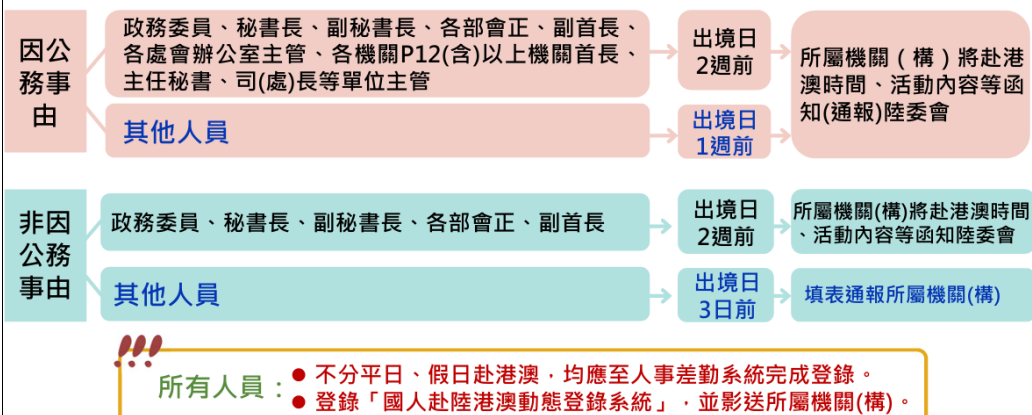 因公
務事
由
政務委員、秘書長、副秘書長、各部會正、副首長、
各處會辦公室主管、各機關P12(含)以上機關首長、
主任秘書、司(處)長等單位主管
出境日
2週前
所屬機關（構）將赴港
澳時間、活動內容等函
知(通報)陸委會
其他人員
出境日
1週前
非因
公務
事由
政務委員、秘書長、副秘書長、各部會正、副首長
出境日
2週前
所屬機關(構)將赴港澳時間
、活動內容等函知陸委會
其他人員
出境日
3日前
填表通報所屬機關(構)
!!!
所有人員：
● 不分平日、假日赴港澳，均應至人事差勤系統完成登錄。
● 登錄「國人赴陸港澳動態登錄系統」，並影送所屬機關(構)。